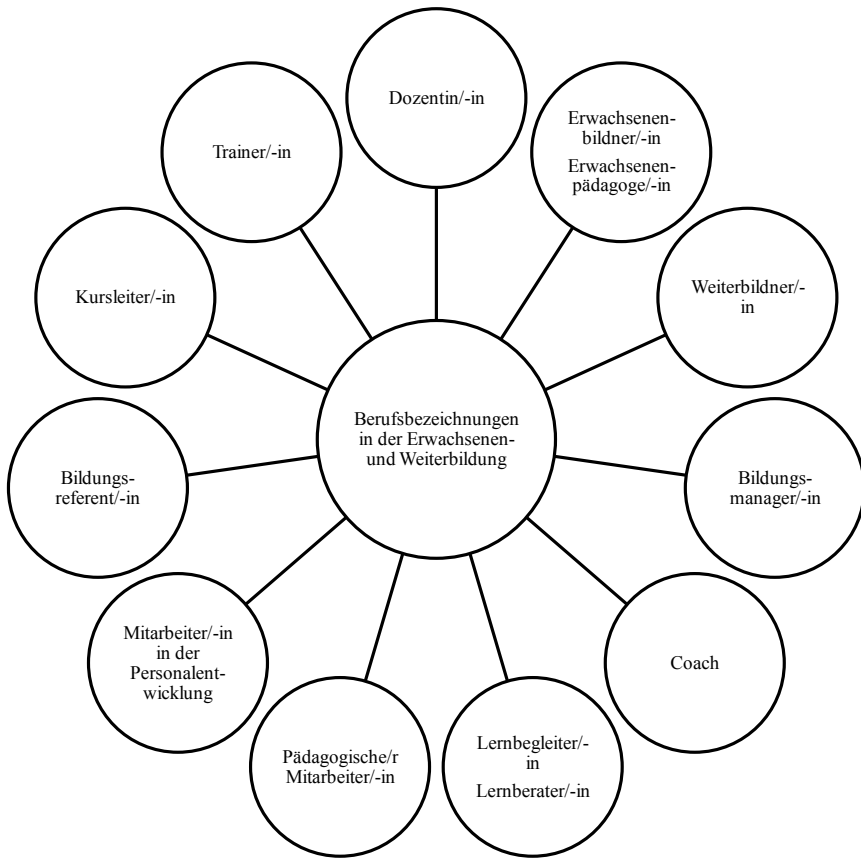 Dozentin/-in
Erwachsenen-
bildner/-in
Erwachsenen-
pädagoge/-in
Weiterbildner/-
in
Bildungs-
manager/-in
Coach
Lernbegleiter/-
in
Lernberater/-in
Pädagogische/r
Mitarbeiter/-in
Mitarbeiter/-in
in der
Personalent-
wicklung
Bildungs-
referent/-in
Kursleiter/-in
Trainer/-in
Berufsbezeichnungen
in der Erwachsenen-
und Weiterbildung